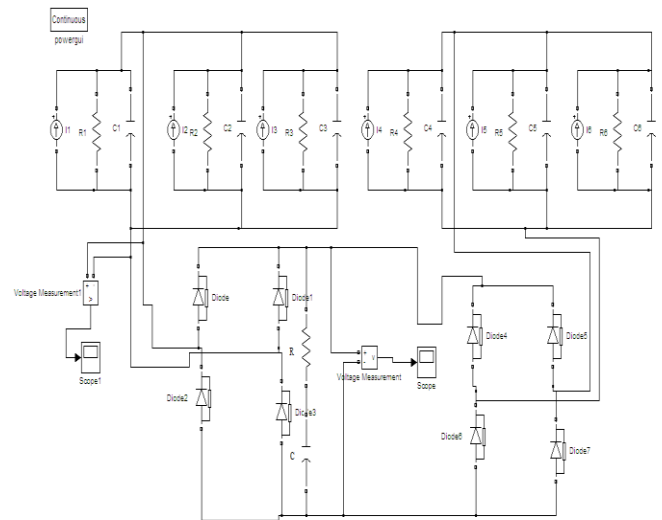 Continuous
powergui
I1
R1
C1
I2
R2
C2
I3
R3
C3
I4
R4
C4
I5
R5
C5
I6
R6
C6
+
-
v
Voltage Measurement1
Scope1
Diode
Diode1
Diode2
Diode3
R
C
+
-
v
Voltage Measurement
Scope
Diode4
Diode5
Diode6
Diode7